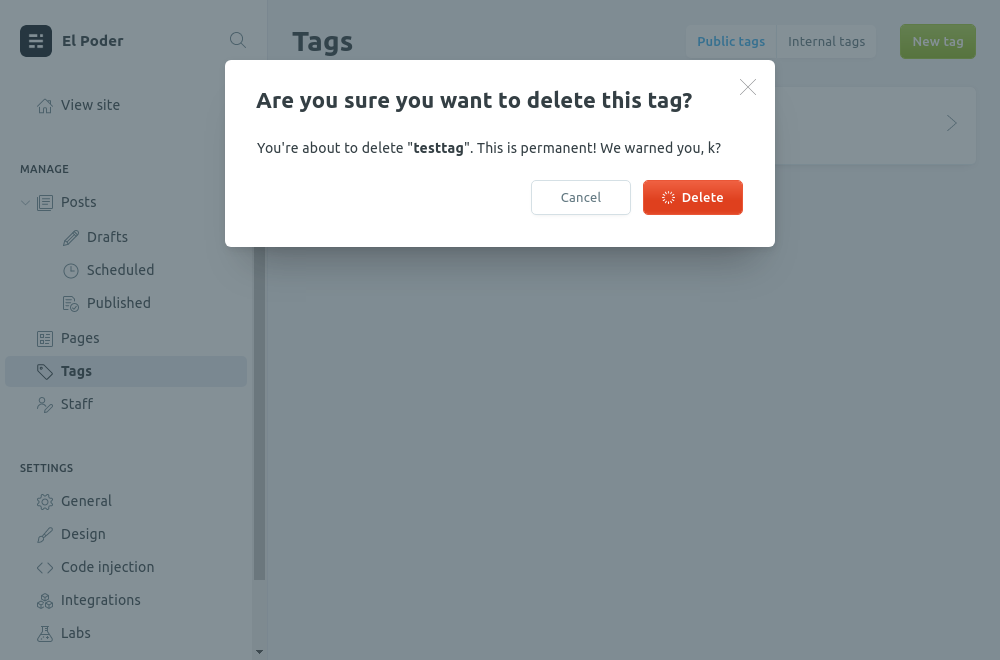 El Poder
Tags
Public tags
Internal tags
New tag
View site
Are you sure you want to delete this tag?
You're about to delete "testtag". This is permanent! We warned you, k?
Cancel
Delete
MANAGE
Posts
Drafts
Scheduled
Published
Pages
Tags
Staff
SETTINGS
General
Design
Code injection
Integrations
Labs